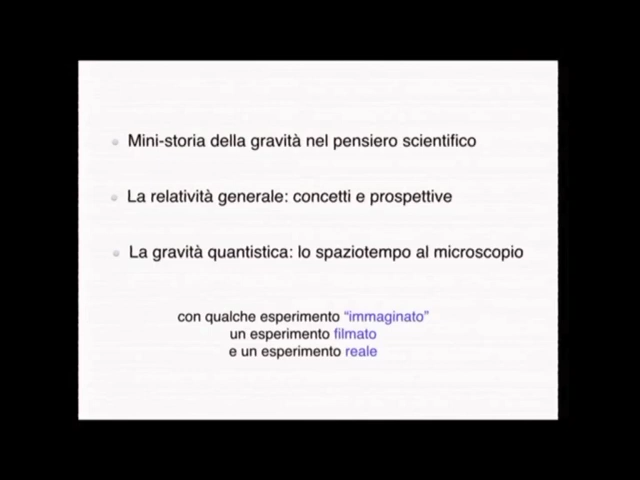 Mini-storia della gravità nel pensiero scientifico
La relatività generale: concetti e prospettive
La gravità quantistica: lo spaziotempo al microscopio
con qualche esperimento “immaginato”
un esperimento filmato
e un esperimento reale